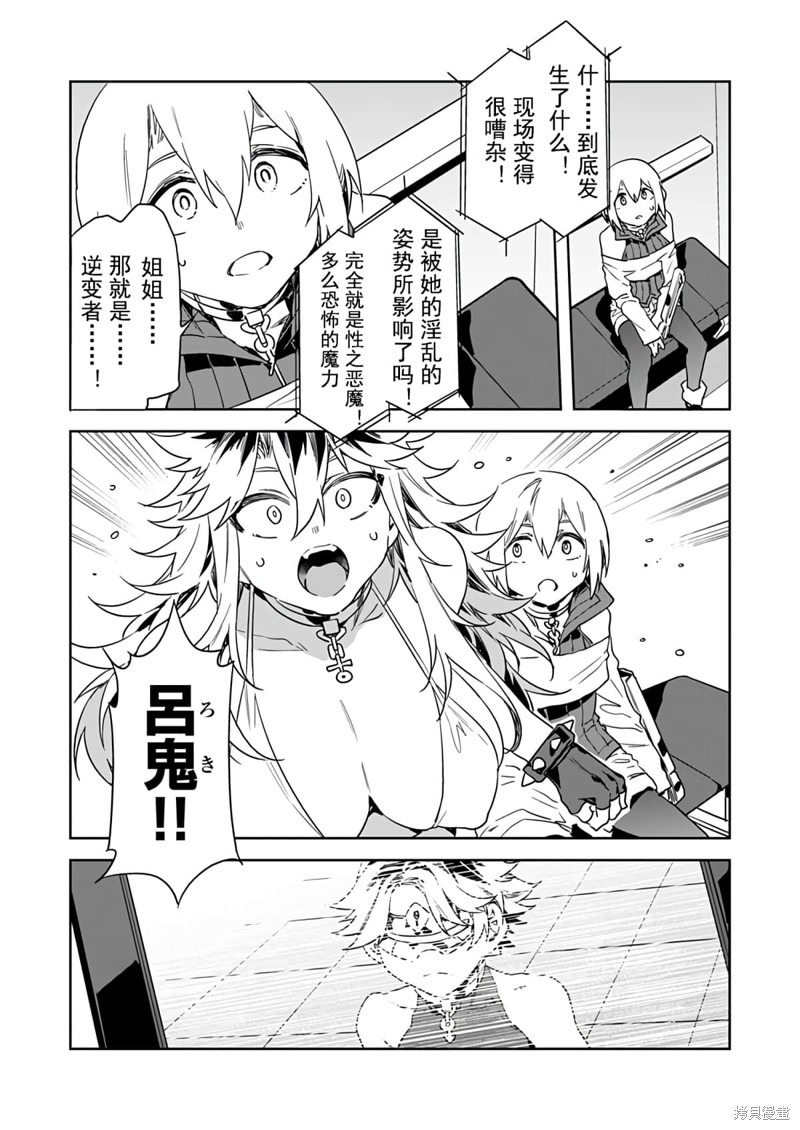 什……到底发
生了什么！
现场变得
很嘈杂！
是被她的淫乱的
姿势所影响了吗！
完全就是性之恶魔！
多么恐怖的魔力
姐姐……
那就是……
逆变者……！
呂鬼!!
ろき
拷贝漫畫